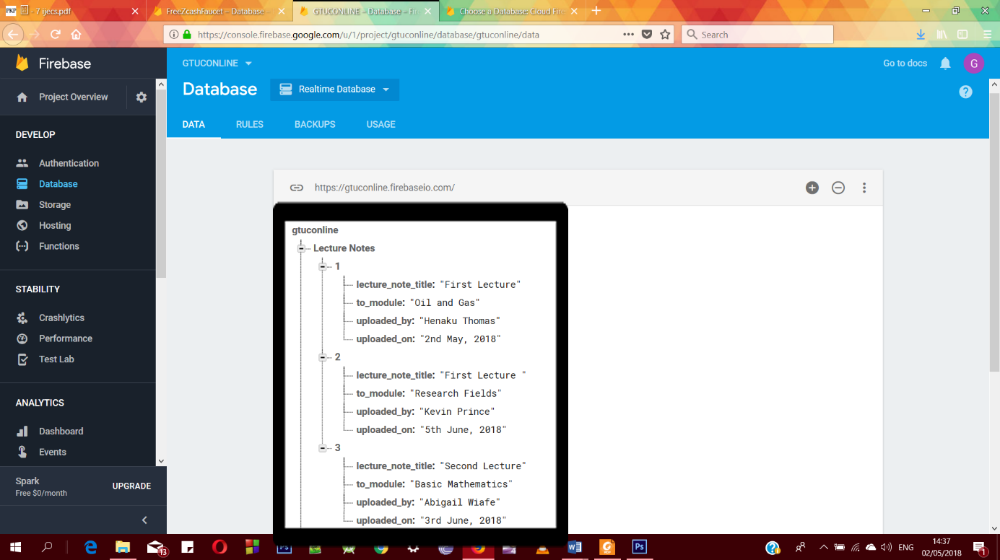 - 7 ijecs.pdf
FreeZcashFaucet – Database –
GTUCONLINE – Database – Fir
Choose a Database: Cloud Fire
https://console.firebase.google.com/u/1/project/gtuconline/database/gtuconline/data
Search
Firebase
GTUCONLINE
Go to docs
G
Project Overview
Database
Realtime Database
DATA
RULES
BACKUPS
USAGE
DEVELOP
Authentication
Database
Storage
Hosting
Functions
STABILITY
Crashlytics
Performance
Test Lab
ANALYTICS
Dashboard
Events
Spark
Free $0/month
UPGRADE
https://gtuconline.firebaseio.com/
gtuconline
Lecture Notes
1
lecture_note_title: "First Lecture"
to_module: "Oil and Gas"
uploaded_by: "Henaku Thomas"
uploaded_on: "2nd May, 2018"
2
lecture_note_title: "First Lecture "
to_module: "Research Fields"
uploaded_by: "Kevin Prince"
uploaded_on: "5th June, 2018"
3
lecture_note_title: "Second Lecture"
to_module: "Basic Mathematics"
uploaded_by: "Abigail Wiafe"
uploaded_on: "3rd June, 2018"
13
Ps
ENG
14:37
02/05/2018
1